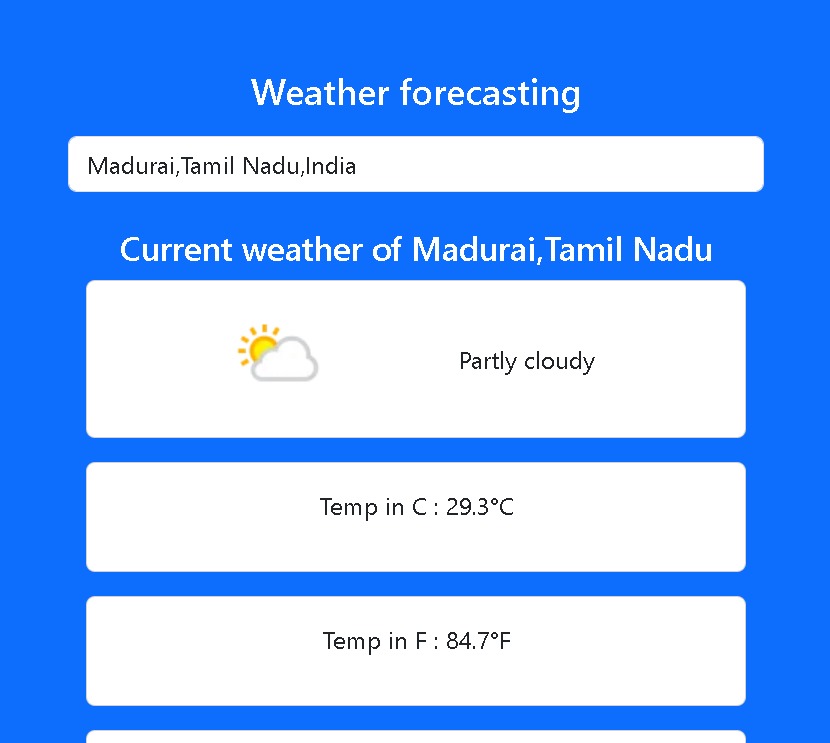 Weather forecasting
Madurai,Tamil Nadu,India
Current weather of Madurai,Tamil Nadu
Partly cloudy
Temp in C : 29.3°C
Temp in F : 84.7°F